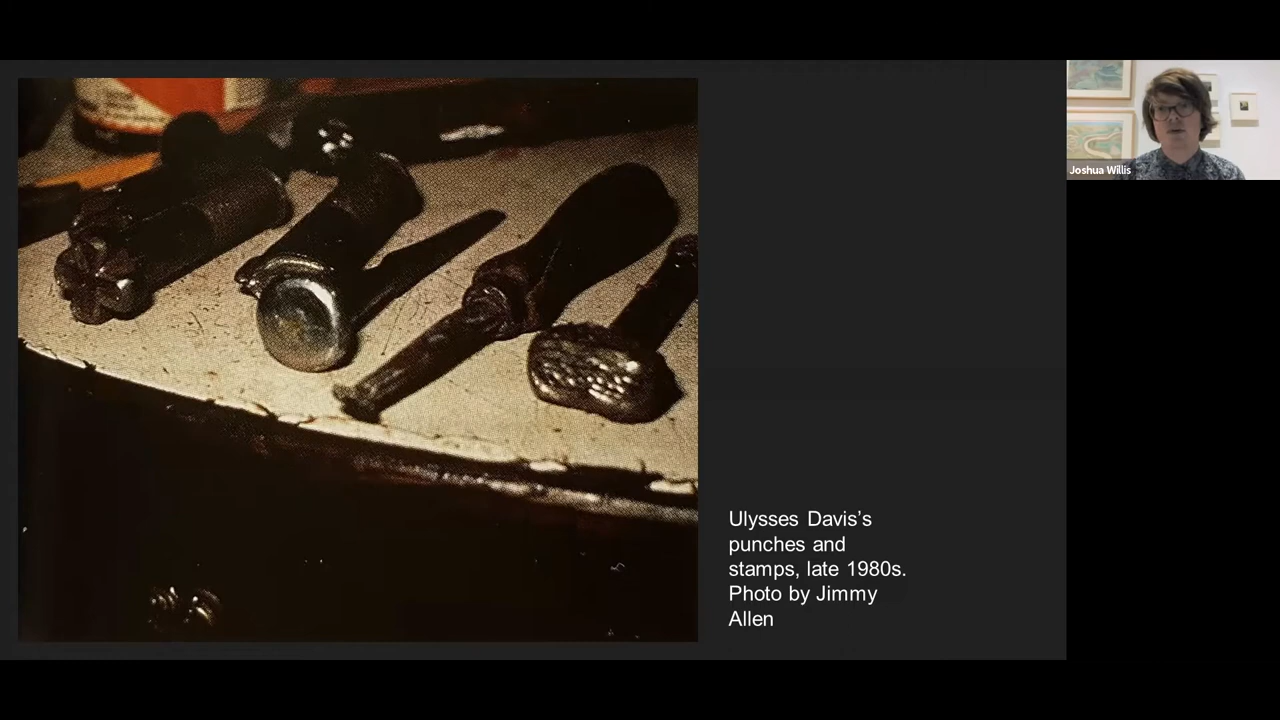 Joshua Willis
Ulysses Davis’s
punches and
stamps, late 1980s.
Photo by Jimmy
Allen